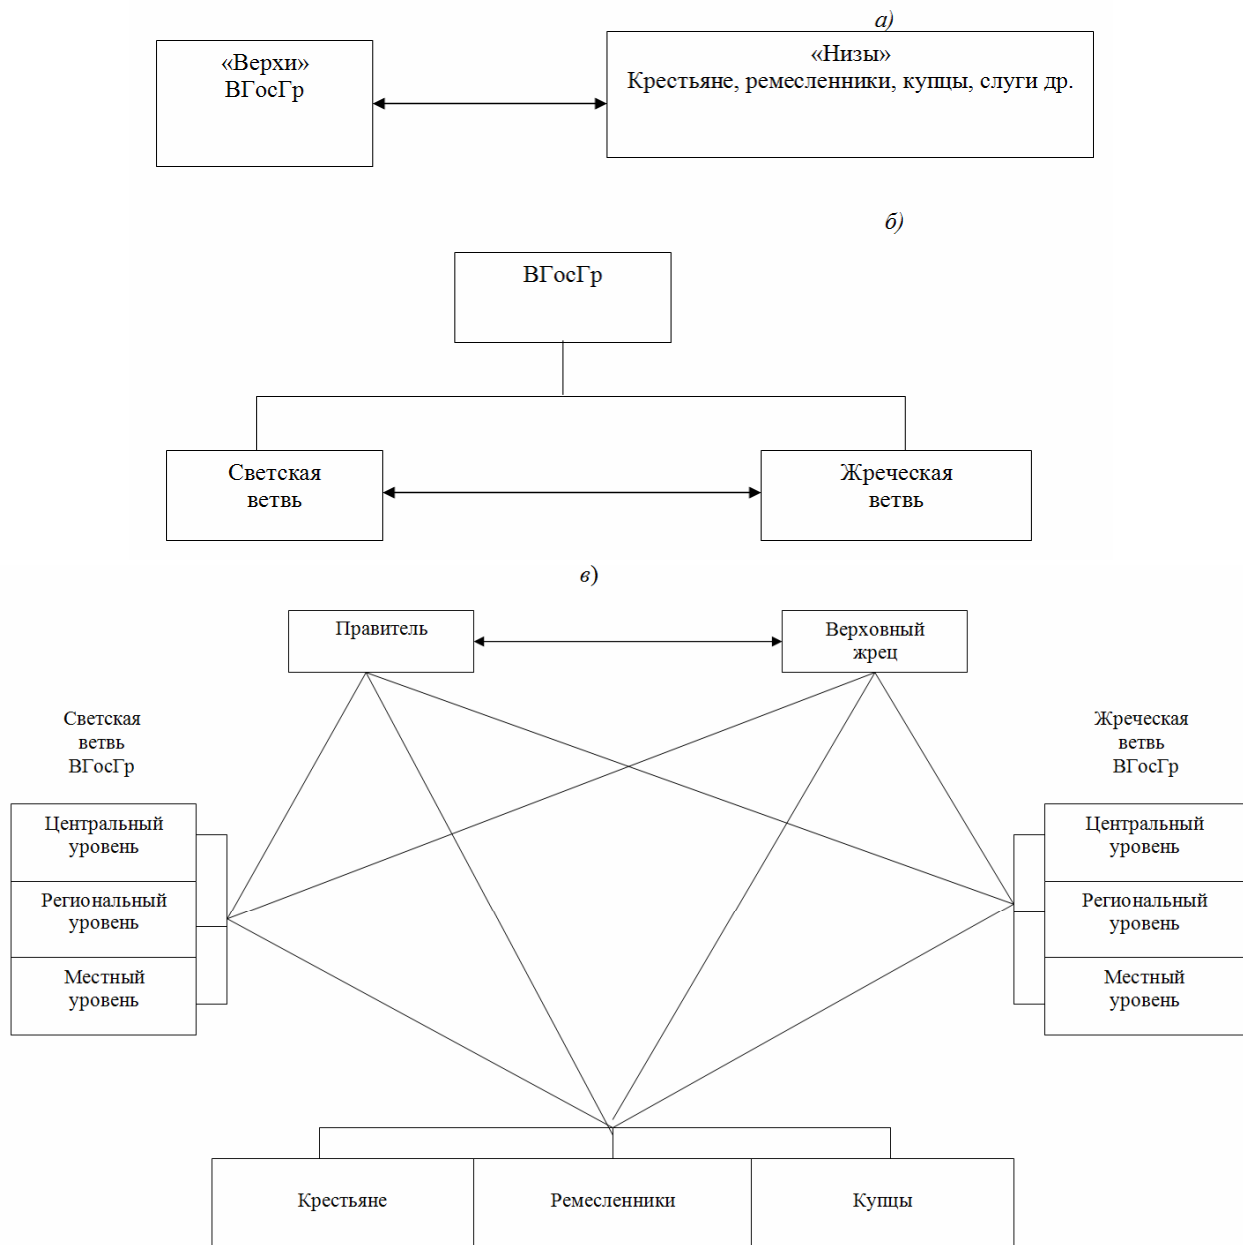 а)
«Верхи»
ВГосГр
«Низы»
Крестьяне, ремесленники, купцы, слуги др.
б)
ВГосГр
Светская
ветвь
Жреческая
ветвь
в)
Правитель
Верховный
жрец
Светская
ветвь
ВГосГр
Жреческая
ветвь
ВГосГр
Центральный
уровень
Региональный
уровень
Местный
уровень
Центральный
уровень
Региональный
уровень
Местный
уровень
Крестьяне
Ремесленники
Купцы